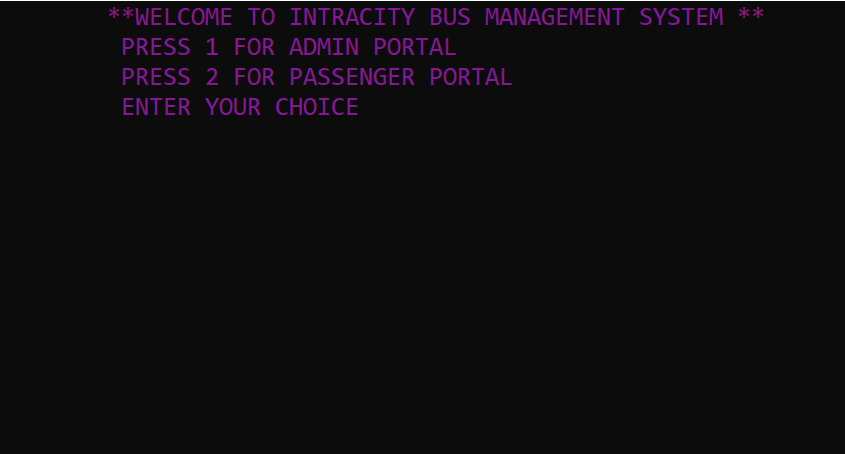 **WELCOME TO INTRACITY BUS MANAGEMENT SYSTEM **
PRESS 1 FOR ADMIN PORTAL
PRESS 2 FOR PASSENGER PORTAL
ENTER YOUR CHOICE